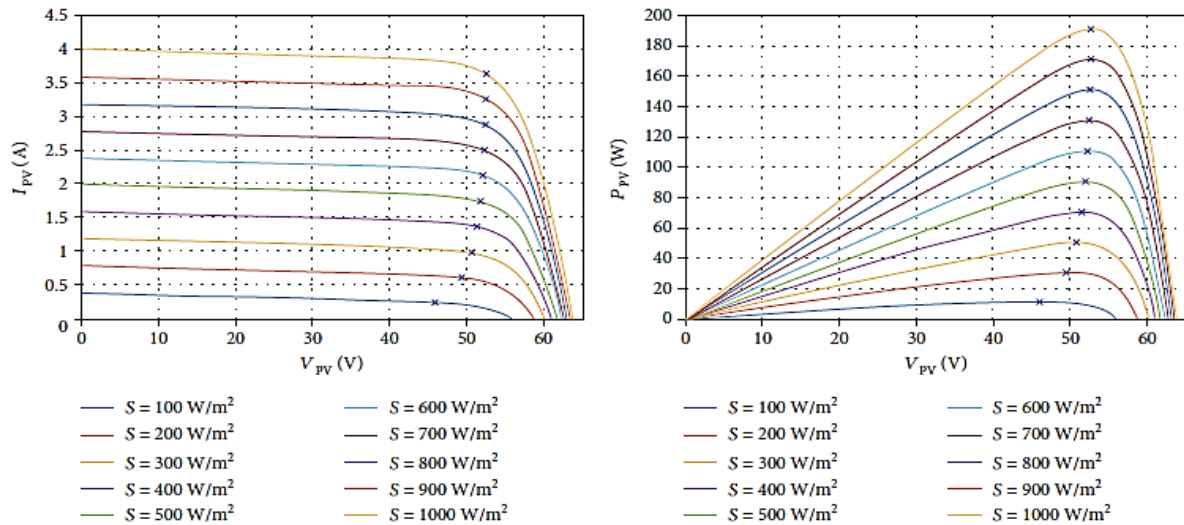 4.5
4
3.5
3
2.5
2
1.5
1
0.5
0
I PV (A)
0 10 20 30 40 50 60
V PV (V)
S = 100 W/m²
S = 200 W/m²
S = 300 W/m²
S = 400 W/m²
S = 500 W/m²
S = 600 W/m²
S = 700 W/m²
S = 800 W/m²
S = 900 W/m²
S = 1000 W/m²
200
180
160
140
120
100
80
60
40
20
0
P PV (W)
0 10 20 30 40 50 60
V PV (V)
S = 100 W/m²
S = 200 W/m²
S = 300 W/m²
S = 400 W/m²
S = 500 W/m²
S = 600 W/m²
S = 700 W/m²
S = 800 W/m²
S = 900 W/m²
S = 1000 W/m²